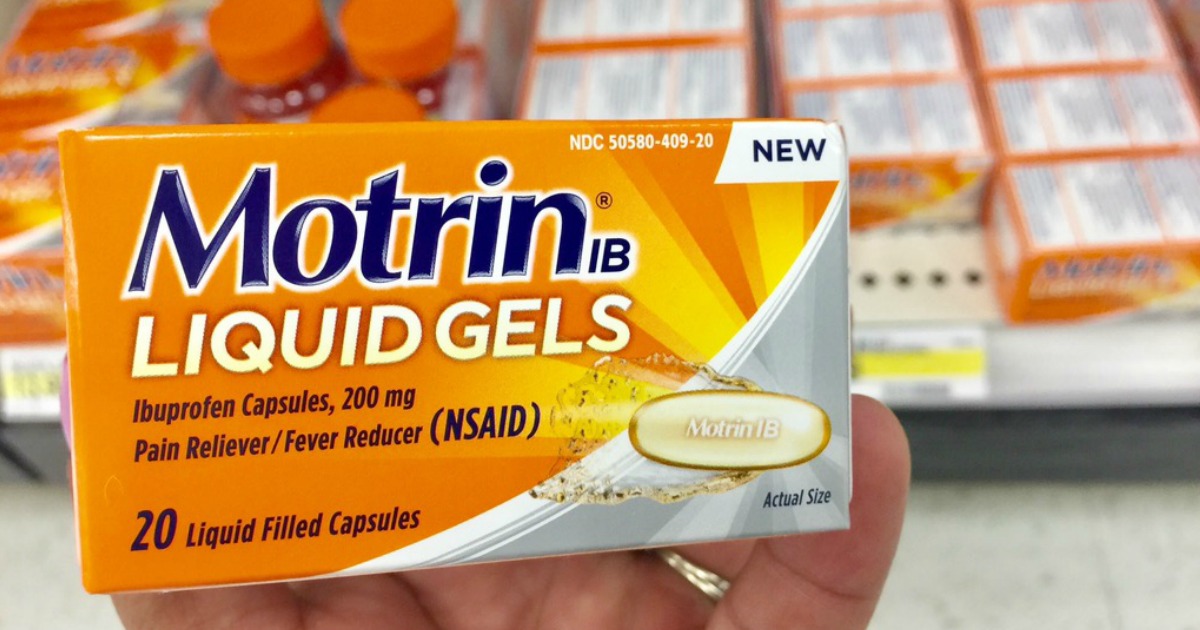 NDC 50580-409-20
NEW
Motrin® IB
LIQUID GELS
Ibuprofen Capsules, 200 mg
Pain Reliever/Fever Reducer (NSAID)
Motrin IB
Actual Size
20 Liquid Filled Capsules